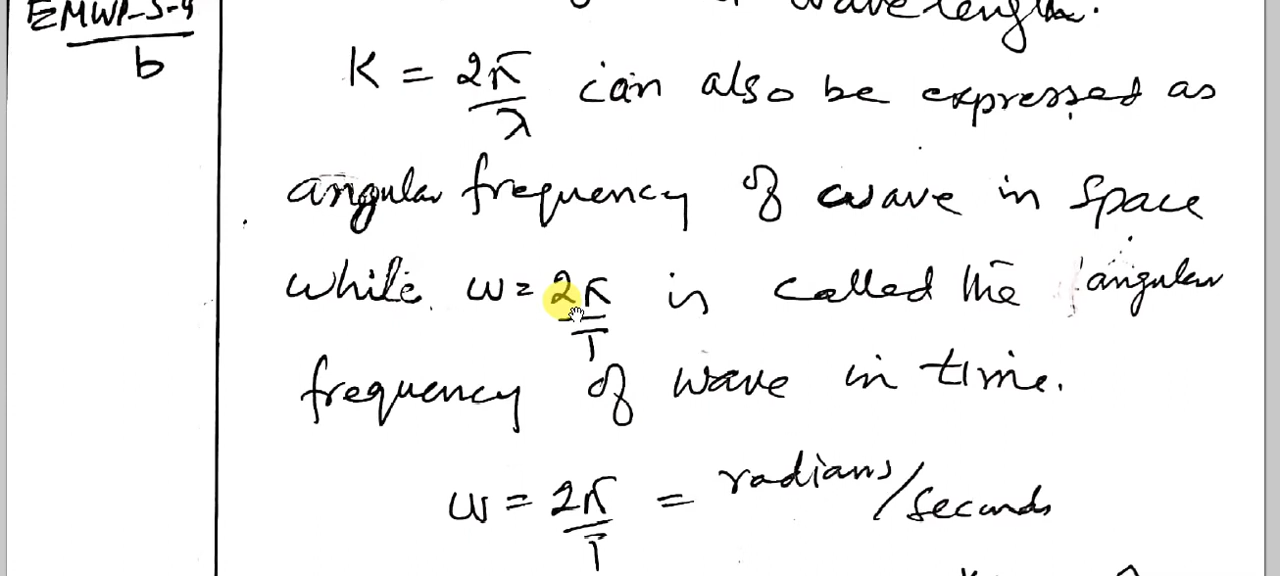 EMWP-S-4
b
wavelength.
K = 2π/λ can also be expressed as
angular frequency of wave in space
while ω = 2π/T is called the angular
frequency of wave in time.
ω = 2π/T = radians/seconds